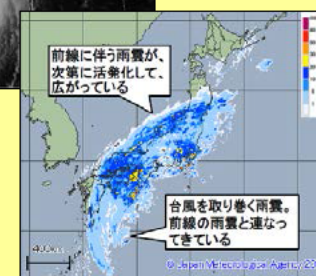 前線に伴う雨雲が、
次第に活発化して、
広がっている
台風を取り巻く雨雲。
前線の雨雲と連なっ
てきている
400km
© Japan Meteorological Agency